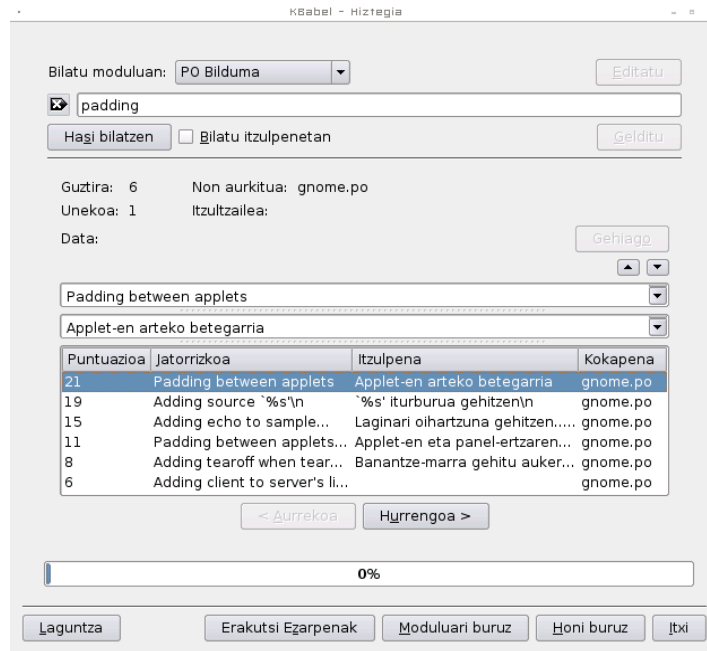 KBabel - Hiztegia
Bilatu moduluan: PO Bilduma Editatu
padding
Hasi bilatzen Bilatu itzulpenetan Gelditu
Guztira: 6 Non aurkitua: gnome.po
Unekoa: 1 Itzultzailea:
Data: Gehiago
Padding between applets
Applet-en arteko betegarria
Puntuazioa Jatorrizkoa Itzulpena Kokapena
21 Padding between applets Applet-en arteko betegarria gnome.po
19 Adding source `%s'\n `%s' iturburua gehitzen\n gnome.po
15 Adding echo to sample... Laginari oihartzuna gehitzen..... gnome.po
11 Padding between applets... Applet-en eta panel-ertzaren... gnome.po
8 Adding tearoff when tear... Banantze-marra gehitu auker... gnome.po
6 Adding client to server's li... gnome.po
< Aurrekoa Hurrengoa >
0%
Laguntza Erakutsi Ezarpenak Moduluari buruz Honi buruz Itxi